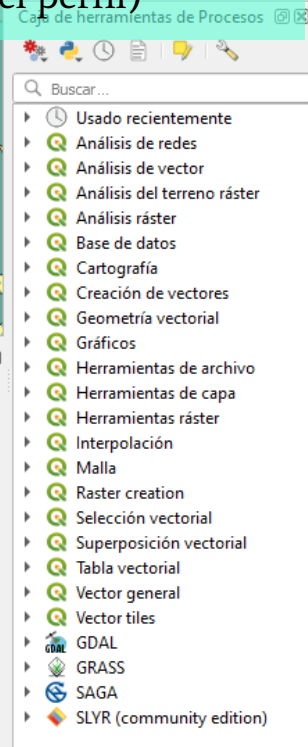 el perfil)
Caja de herramientas de Procesos
Buscar...
Usado recientemente
Análisis de redes
Análisis de vector
Análisis del terreno ráster
Análisis ráster
Base de datos
Cartografía
Creación de vectores
Geometría vectorial
Gráficos
Herramientas de archivo
Herramientas de capa
Herramientas ráster
Interpolación
Malla
Raster creation
Selección vectorial
Superposición vectorial
Tabla vectorial
Vector general
Vector tiles
GDAL GDAL
GRASS
SAGA
SLYR (community edition)